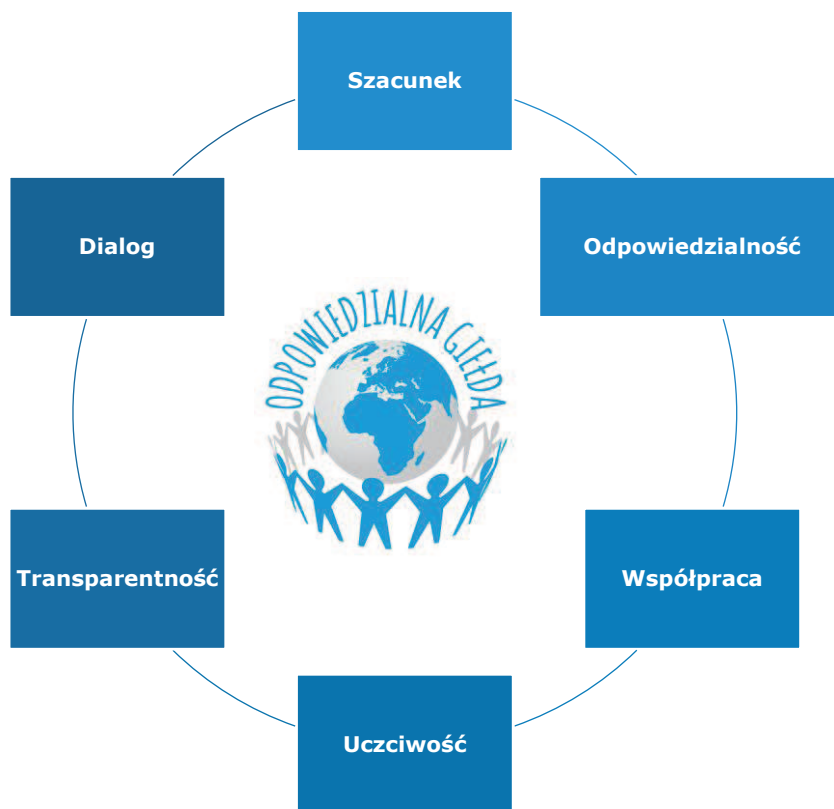 Szacunek
Dialog
Odpowiedzialność
ODPOWIEDZIALNA GIEŁDA
Transparentność
Współpraca
Uczciwość